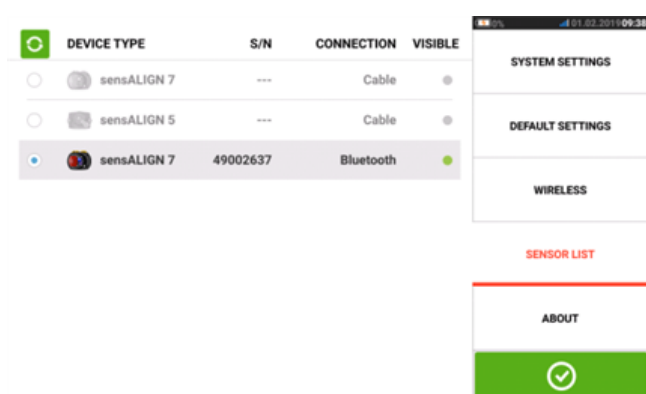 DEVICE TYPE S/N CONNECTION VISIBLE
sensALIGN 7 --- Cable
sensALIGN 5 --- Cable
sensALIGN 7 49002637 Bluetooth
0% 01.02.2019 09:38
SYSTEM SETTINGS
DEFAULT SETTINGS
WIRELESS
SENSOR LIST
ABOUT